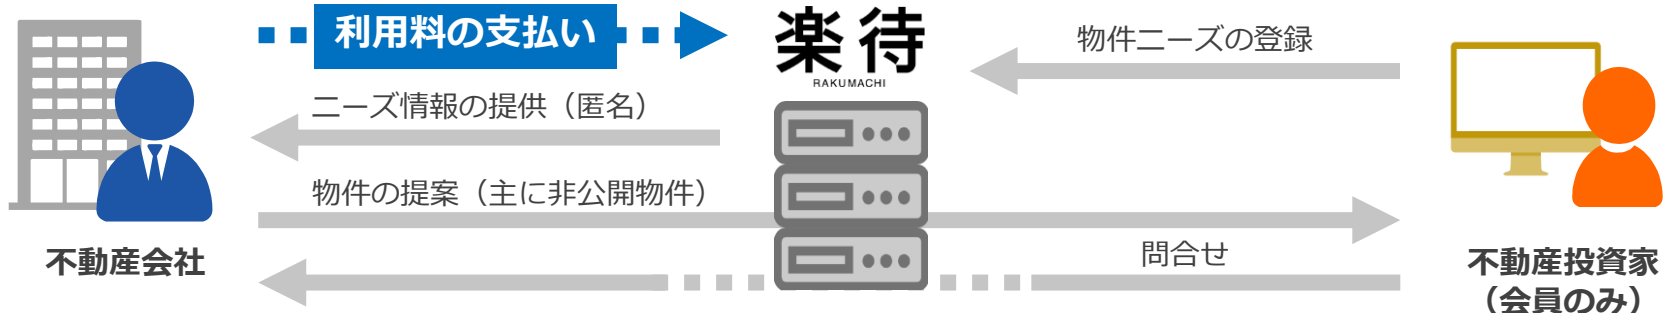 利用料の支払い
楽待
RAKUMACHI
物件ニーズの登録
ニーズ情報の提供（匿名）
物件の提案（主に非公開物件）
問合せ
不動産会社
不動産投資家
（会員のみ）